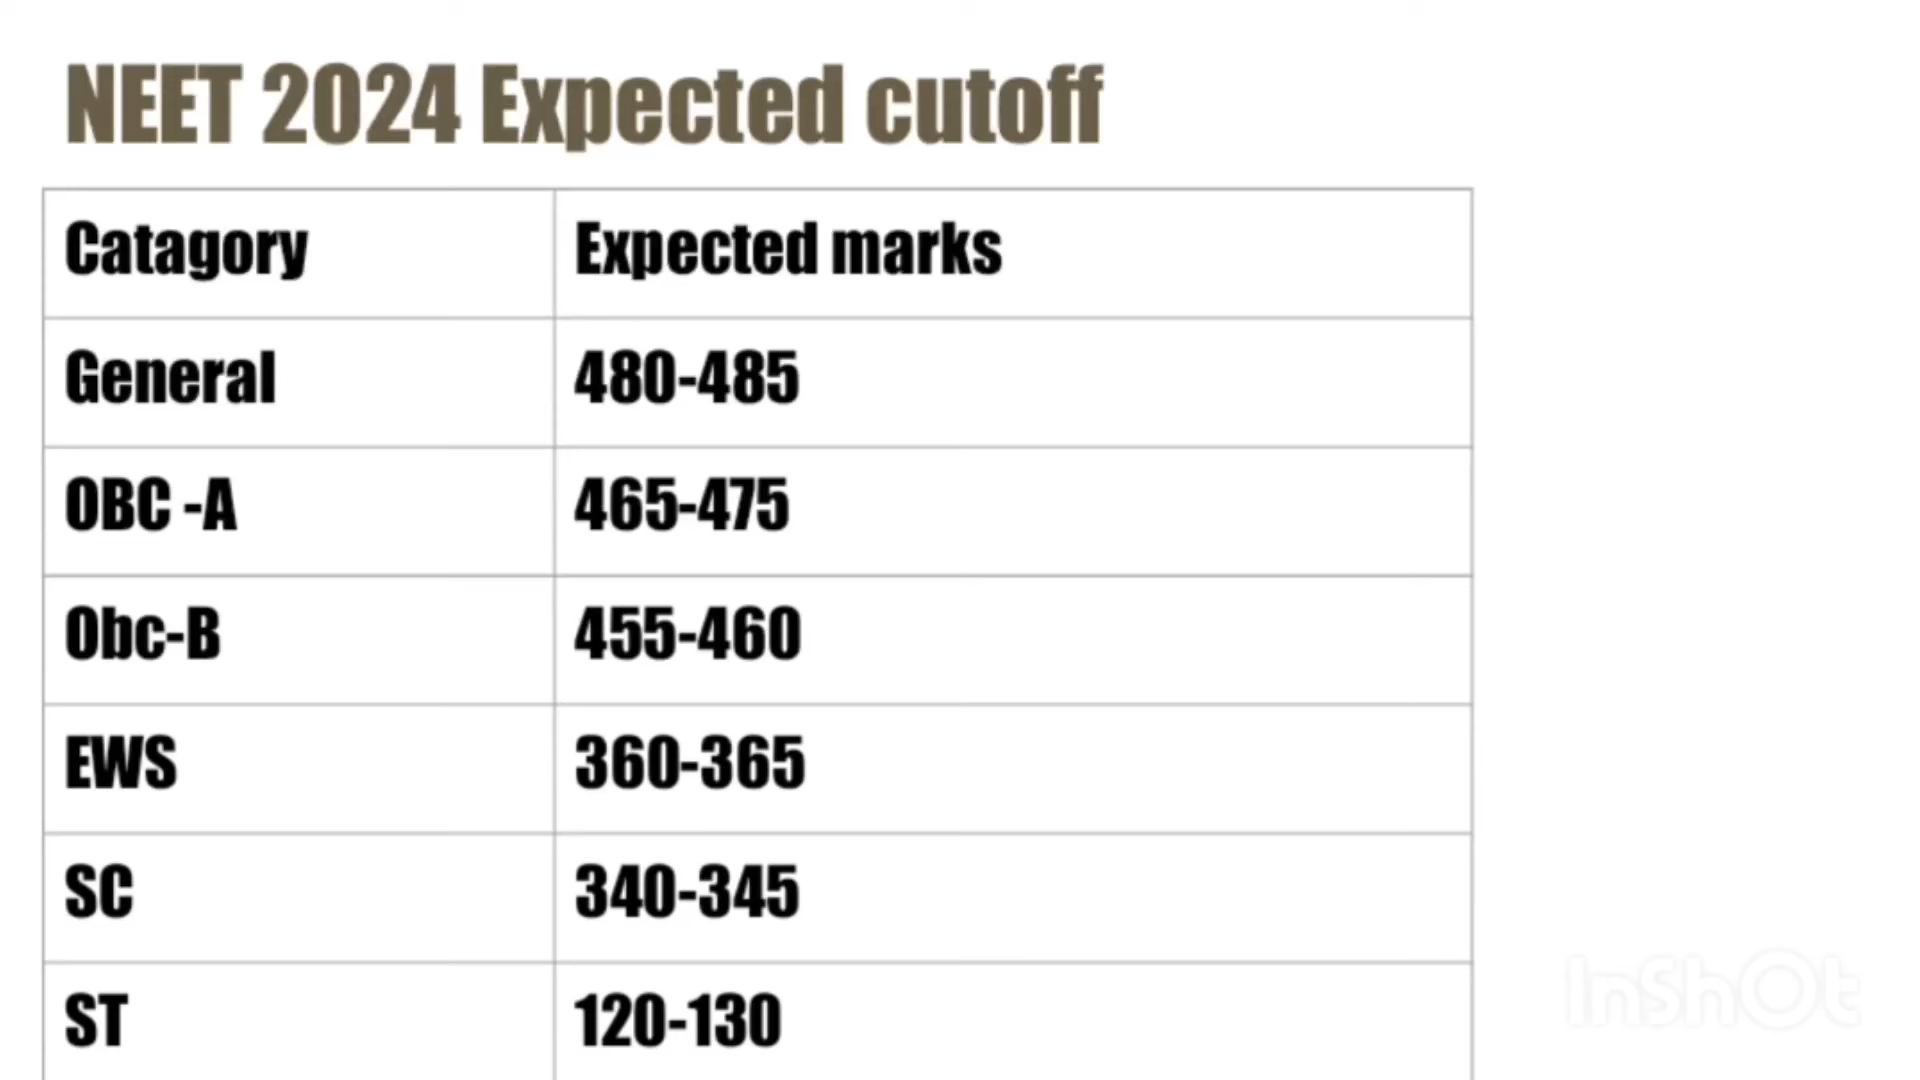 NEET 2024 Expected cutoff
Catagory Expected marks
General 480-485
OBC -A 465-475
Obc-B 455-460
EWS 360-365
SC 340-345
ST 120-130
InShOt